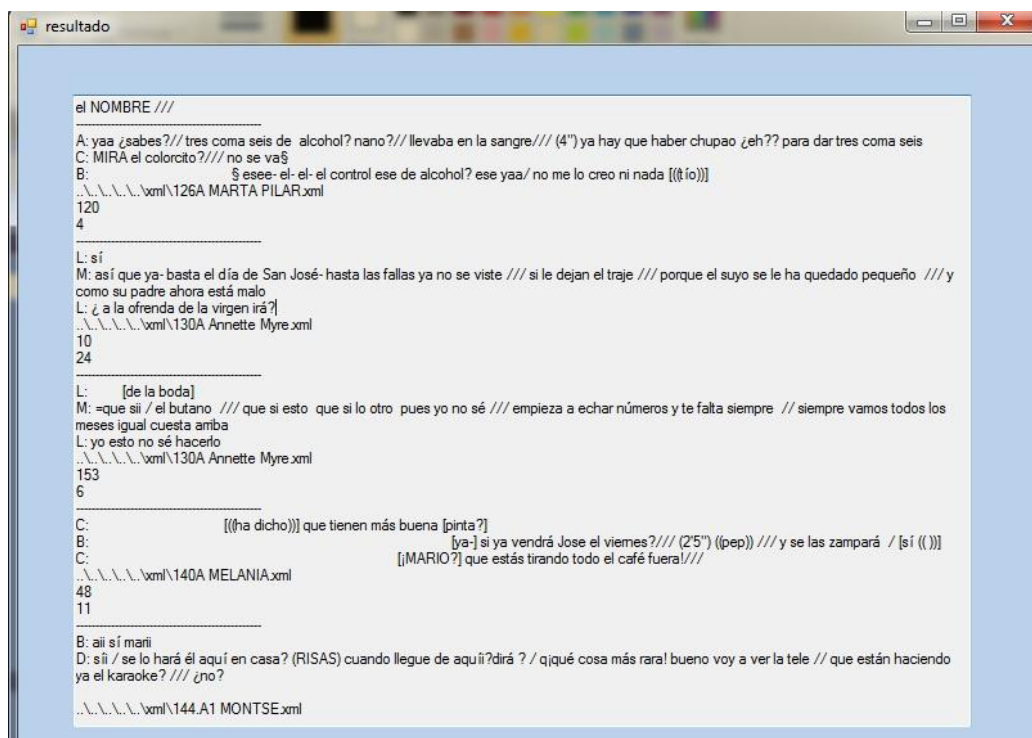 resultado
el NOMBRE ///
------------------------------------------------
A: yaa ¿sabes?// tres coma seis de alcohol? nano?// llevaba en la sangre/// (4'') ya hay que haber chupao ¿eh?? para dar tres coma seis
C: MIRA el colorcito?/// no se va§
B: § esee- el- el- el control ese de alcohol? ese yaa/ no me lo creo ni nada [((tío))]
..\..\..\..\..\xml\126A MARTA PILAR.xml
120
4
------------------------------------------------
L: sí
M: así que ya- basta el día de San José- hasta las fallas ya no se viste /// si le dejan el traje /// porque el suyo se le ha quedado pequeño /// y
como su padre ahora está malo
L: ¿ a la ofrenda de la virgen irá?
..\..\..\..\..\xml\130A Annette Myre.xml
10
24
------------------------------------------------
L: [de la boda]
M: =que sii / el butano /// que si esto que si lo otro pues yo no sé /// empieza a echar números y te falta siempre // siempre vamos todos los
meses igual cuesta arriba
L: yo esto no sé hacerlo
..\..\..\..\..\xml\130A Annette Myre.xml
153
6
------------------------------------------------
C: [((ha dicho))] que tienen más buena [pinta?]
B: [ya-] si ya vendrá Jose el viernes?/// (2'5'') ((pep)) /// y se las zampará / [sí (( ))]
C: [¡MARIO?] que estás tirando todo el café fuera!///
..\..\..\..\..\xml\140A MELANIA.xml
48
11
------------------------------------------------
B: aii sí marii
D: síi / se lo hará él aquí en casa? (RISAS) cuando llegue de aquíi?dirá ? / q¡qué cosa más rara! bueno voy a ver la tele // que están haciendo
ya el karaoke? /// ¿no?
..\..\..\..\..\xml\144.A1 MONTSE.xml